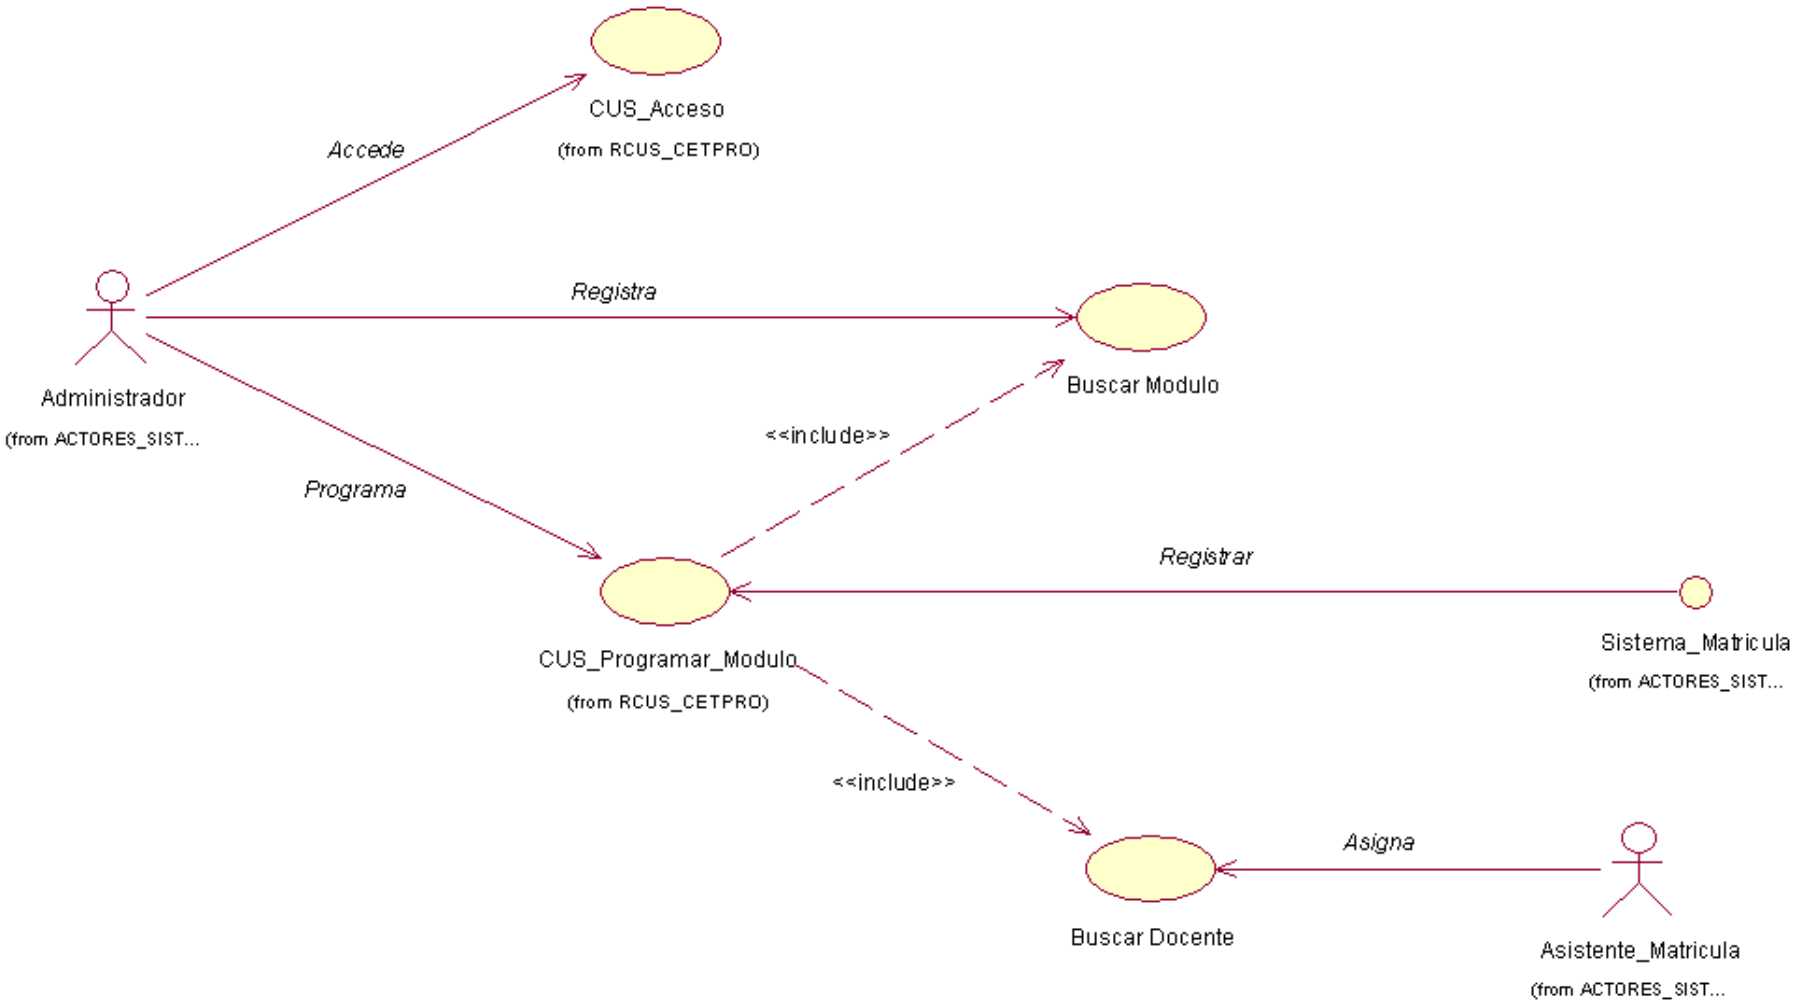 CUS_Acceso
(from RCUS_CETPRO)
Accede
Registra
Administrador
(from ACTORES_SIST...
Buscar Modulo
<<include>>
Programa
Registrar
CUS_Programar_Modulo
(from RCUS_CETPRO)
Sistema_Matricula
(from ACTORES_SIST...
<<include>>
Asigna
Buscar Docente
Asistente_Matricula
(from ACTORES_SIST...